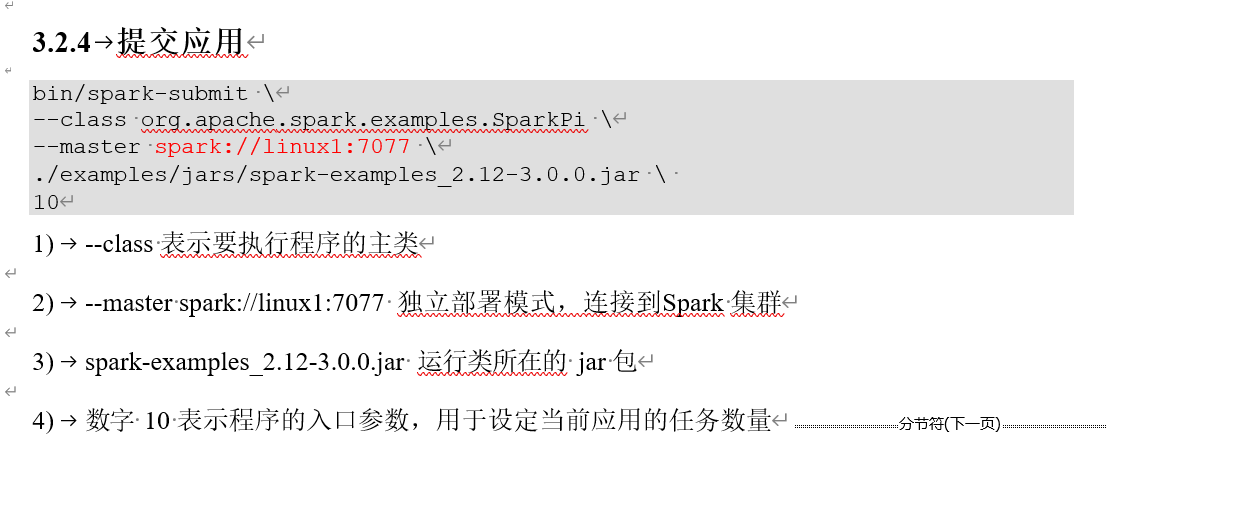 3.2.4 提交应用
bin/spark-submit \
--class org.apache.spark.examples.SparkPi \
--master spark://linux1:7077 \
./examples/jars/spark-examples_2.12-3.0.0.jar \
10
1) --class 表示要执行程序的主类
2) --master spark://linux1:7077 独立部署模式，连接到Spark 集群
3) spark-examples_2.12-3.0.0.jar 运行类所在的 jar 包
4) 数字 10 表示程序的入口参数，用于设定当前应用的任务数量 分节符(下一页)